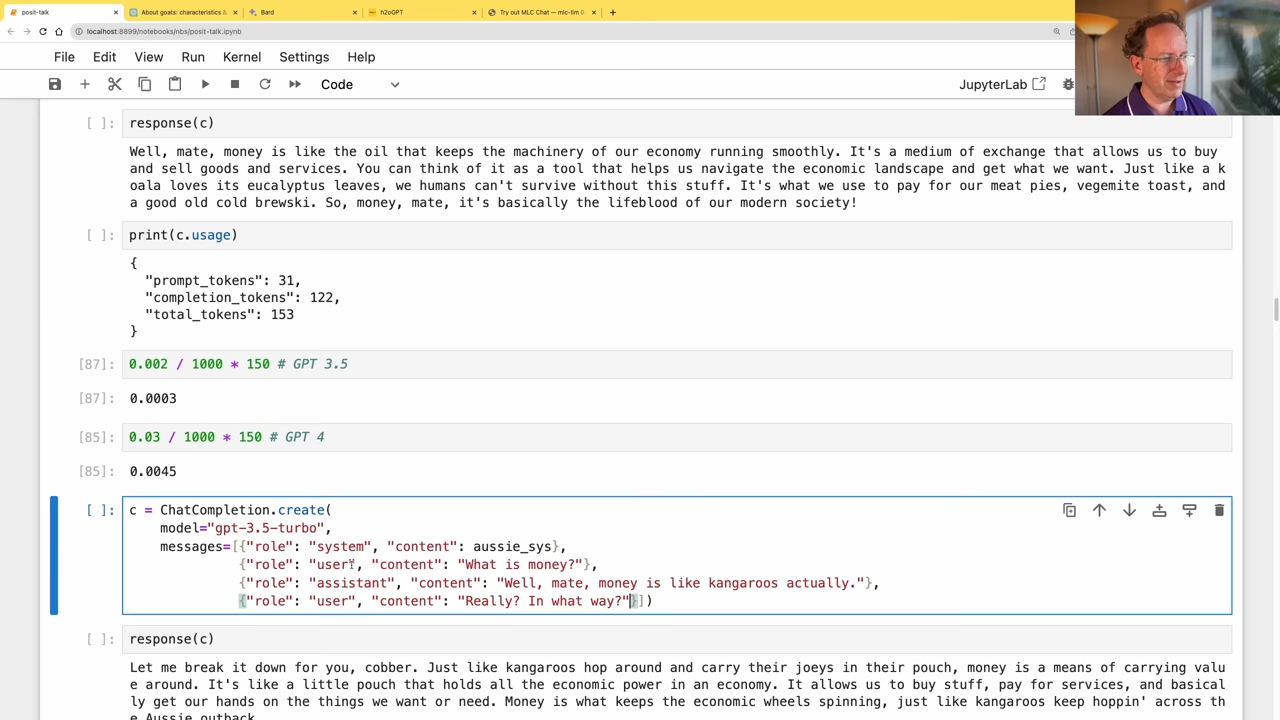 posit-talk
About goats: characteristics &
Bard
h2oGPT
Try out MLC Chat — mlc-llm 0
localhost:8899/notebooks/nbs/posit-talk.ipynb
File Edit View Run Kernel Settings Help
Code
JupyterLab
[ ]: response(c)
Well, mate, money is like the oil that keeps the machinery of our economy running smoothly. It's a medium of exchange that allows us to buy
and sell goods and services. You can think of it as a tool that helps us navigate the economic landscape and get what we want. Just like a k
oala loves its eucalyptus leaves, we humans can't survive without this stuff. It's what we use to pay for our meat pies, vegemite toast, and
a good old cold brewski. So, money, mate, it's basically the lifeblood of our modern society!
[ ]: print(c.usage)
{
"prompt_tokens": 31,
"completion_tokens": 122,
"total_tokens": 153
}
[87]: 0.002 / 1000 * 150 # GPT 3.5
[87]: 0.0003
[85]: 0.03 / 1000 * 150 # GPT 4
[85]: 0.0045
[ ]: c = ChatCompletion.create(
model="gpt-3.5-turbo",
messages=[{"role": "system", "content": aussie_sys},
{"role": "user", "content": "What is money?"},
{"role": "assistant", "content": "Well, mate, money is like kangaroos actually."},
{"role": "user", "content": "Really? In what way?"}])
[ ]: response(c)
Let me break it down for you, cobber. Just like kangaroos hop around and carry their joeys in their pouch, money is a means of carrying valu
e around. It's like a little pouch that holds all the economic power in an economy. It allows us to buy stuff, pay for services, and basical
ly get our hands on the things we want or need. Money is what keeps the economic wheels spinning, just like kangaroos keep hoppin' across th
e Aussie outback.